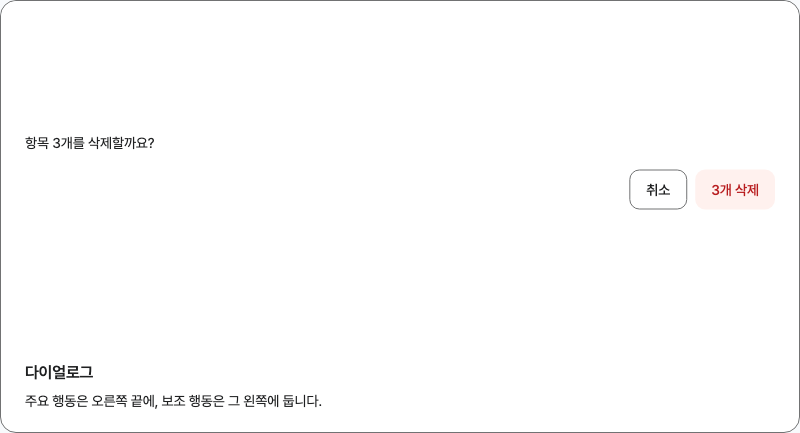 항목 3개를 삭제할까요?
취소
3개 삭제
다이얼로그
주요 행동은 오른쪽 끝에, 보조 행동은 그 왼쪽에 둡니다.